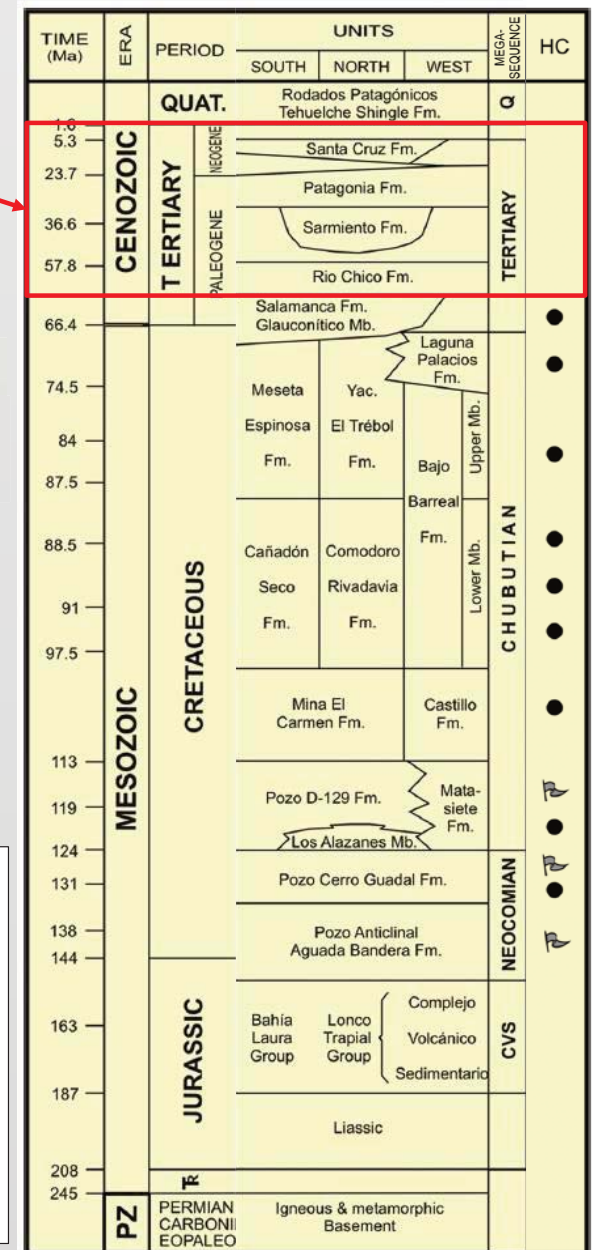 TIME
(Ma)
ERA
PERIOD
UNITS
SOUTH
NORTH
WEST
MEGA-
SEQUENCE
HC
QUAT.
Rodados Patagónicos
Tehuelche Shingle Fm.
Q
5.3
23.7
36.6
57.8
66.4
74.5
84
87.5
88.5
91
97.5
113
119
124
131
138
144
163
187
208
245
CENOZOIC
MESOZOIC
PZ
TERTIARY
NEOGENE
PALEOGENE
CRETACEOUS
JURASSIC
PERMIAN
CARBONI
EOPALEO
Santa Cruz Fm.
Patagonia Fm.
Sarmiento Fm.
Rio Chico Fm.
Salamanca Fm.
Glauconítico Mb.
Laguna
Palacios
Fm.
Meseta
Espinosa
Fm.
Yac.
El Trébol
Fm.
Bajo
Barreal
Fm.
Upper Mb.
Lower Mb.
Cañadón
Seco
Fm.
Comodoro
Rivadavia
Fm.
Mina El
Carmen Fm.
Castillo
Fm.
Pozo D-129 Fm.
Mata-
siete
Fm.
Los Alazanes Mb.
Pozo Cerro Guadal Fm.
Pozo Anticlinal
Aguada Bandera Fm.
Bahía
Laura
Group
Lonco
Trapial
Group
Complejo
Volcánico
Sedimentario
Liassic
Igneous & metamorphic
Basement
TERTIARY
CHUBUTIAN
NEOCOMIAN
CVS